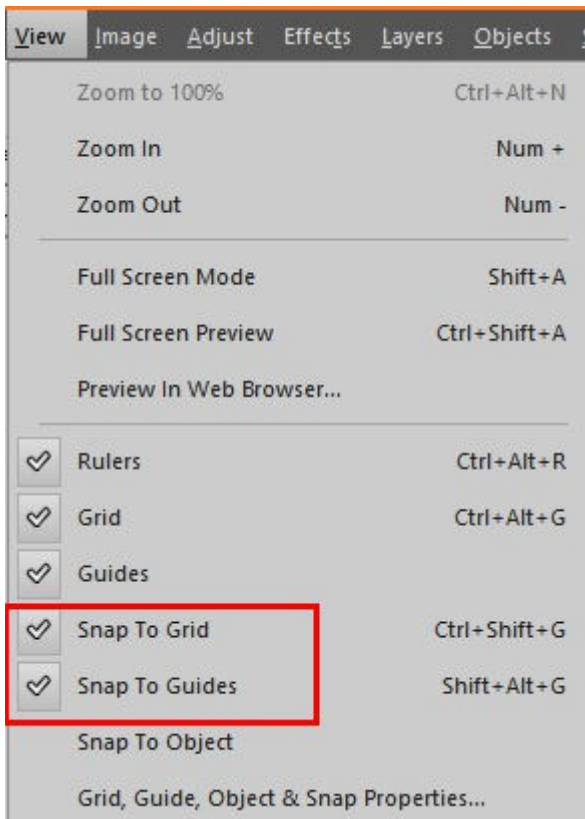 View Image Adjust Effects Layers Objects
Zoom to 100% Ctrl+Alt+N
Zoom In Num +
Zoom Out Num -
Full Screen Mode Shift+A
Full Screen Preview Ctrl+Shift+A
Preview In Web Browser...
Rulers Ctrl+Alt+R
Grid Ctrl+Alt+G
Guides
Snap To Grid Ctrl+Shift+G
Snap To Guides Shift+Alt+G
Snap To Object
Grid, Guide, Object & Snap Properties...